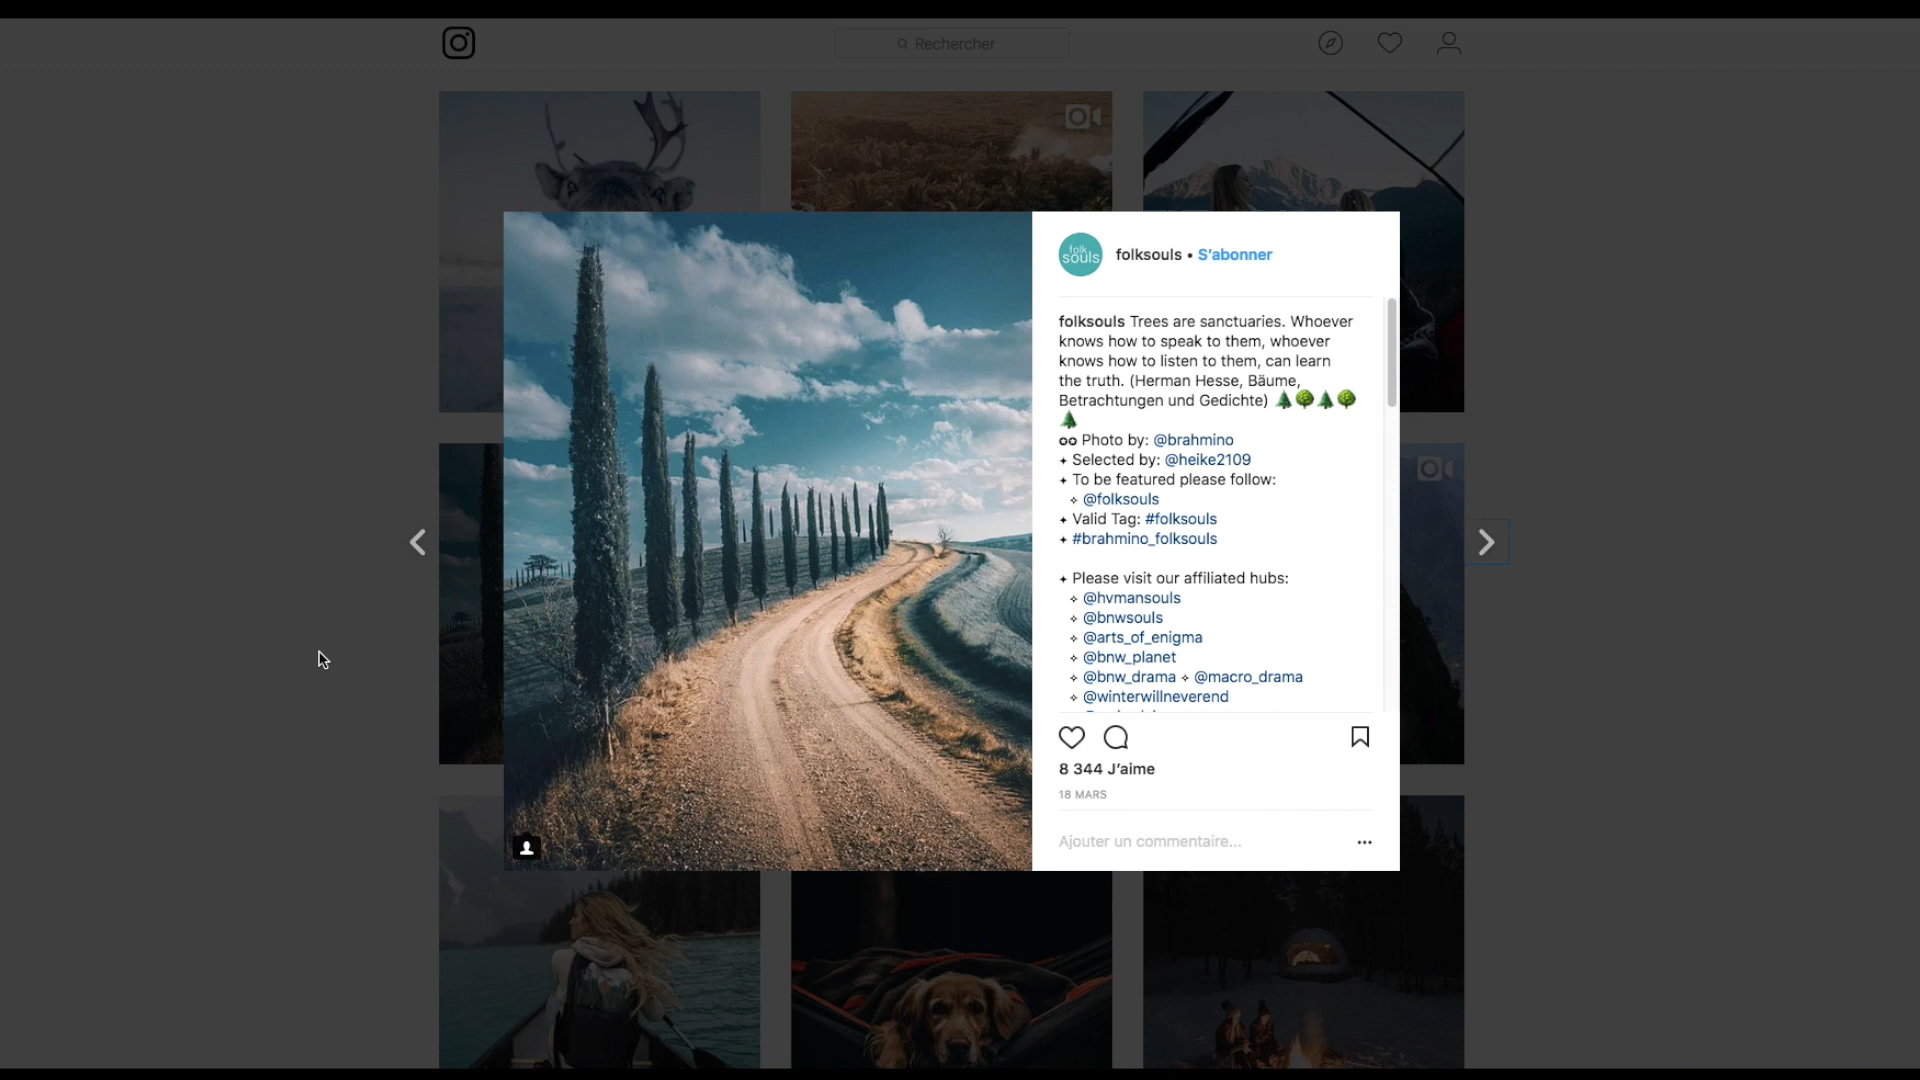 Rechercher
folk
souls
folksouls • S'abonner
folksouls Trees are sanctuaries. Whoever
knows how to speak to them, whoever
knows how to listen to them, can learn
the truth. (Herman Hesse, Bäume,
Betrachtungen und Gedichte) 🌲🌳🌲🌳
🌲
Photo by: @brahmino
Selected by: @heike2109
To be featured please follow:
@folksouls
Valid Tag: #folksouls
#brahmino_folksouls
Please visit our affiliated hubs:
@hvmansouls
@bnwsouls
@arts_of_enigma
@bnw_planet
@bnw_drama @macro_drama
@winterwillneverend
8 344 J'aime
18 MARS
Ajouter un commentaire...